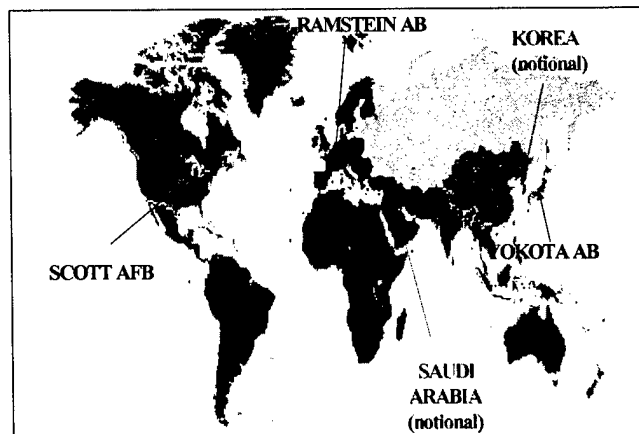 RAMSTEIN AB
KOREA
(notional)
SCOTT AFB
YOKOTA AB
SAUDI
ARABIA
(notional)